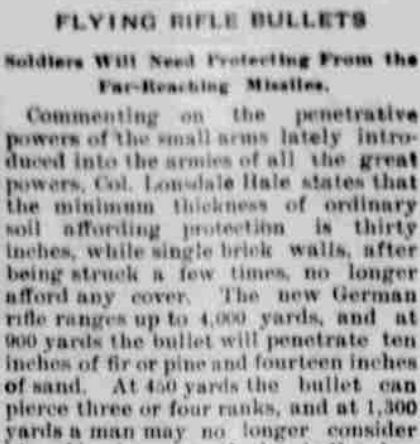 FLYING RIFLE BULLETS
Soldiers Will Need Protecting From the
Far-Reaching Missiles.
Commenting on the penetrative
powers of the small arms lately intro-
duced into the armies of all the great
powers, Col. Lonsdale Hale states that
the minimum thickness of ordinary
soil affording protection is thirty
inches, while single brick walls, after
being struck a few times, no longer
afford any cover. The new German
rifle ranges up to 4,000 yards, and at
900 yards the bullet will penetrate ten
inches of fir or pine and fourteen inches
of sand. At 450 yards the bullet can
pierce three or four ranks, and at 1,300
yards a man may no longer consider